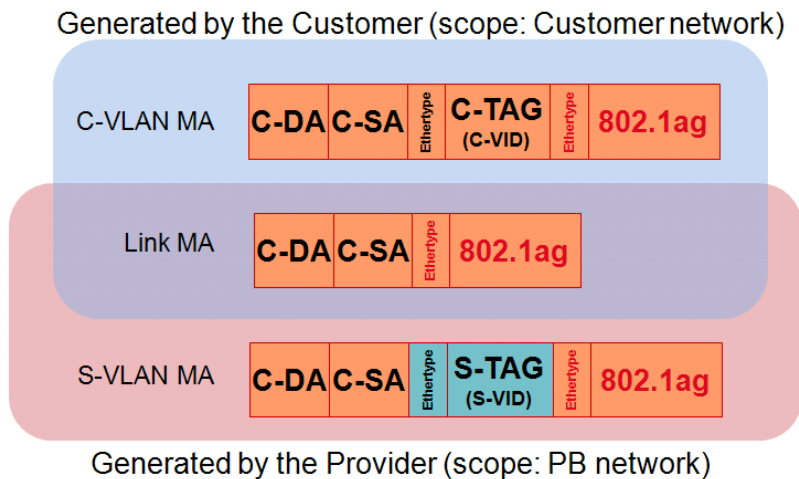 Generated by the Customer (scope: Customer network)
C-VLAN MA
C-DA C-SA Ethertype C-TAG (C-VID) Ethertype 802.1ag
Link MA
C-DA C-SA Ethertype 802.1ag
S-VLAN MA
C-DA C-SA Ethertype S-TAG (S-VID) Ethertype 802.1ag
Generated by the Provider (scope: PB network)